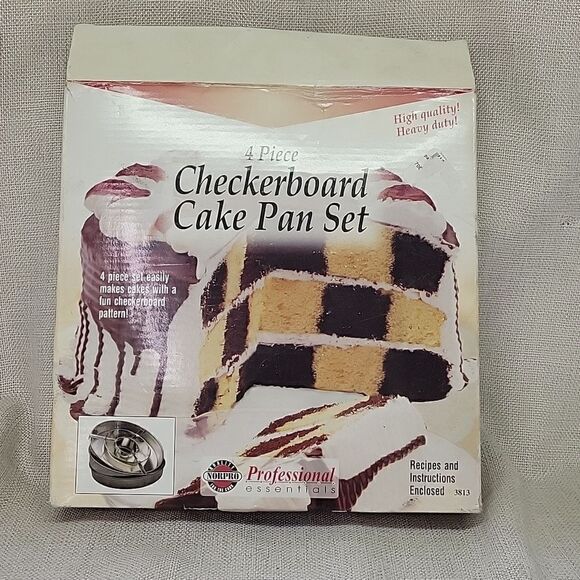 High quality!
Heavy duty!
4 Piece
Checkerboard
Cake Pan Set
4 piece set easily
makes cakes with a
fun checkerboard
pattern!
NORPRO
Professional
essentials
Recipes and
Instructions
Enclosed 3813